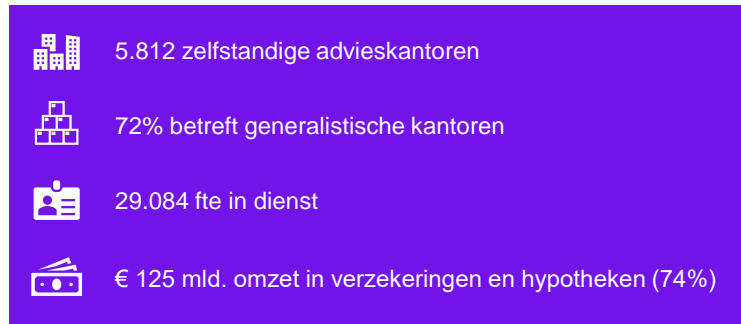 5.812 zelfstandige advieskantoren
72% betreft generalistische kantoren
29.084 fte in dienst
€ 125 mld. omzet in verzekeringen en hypotheken (74%)